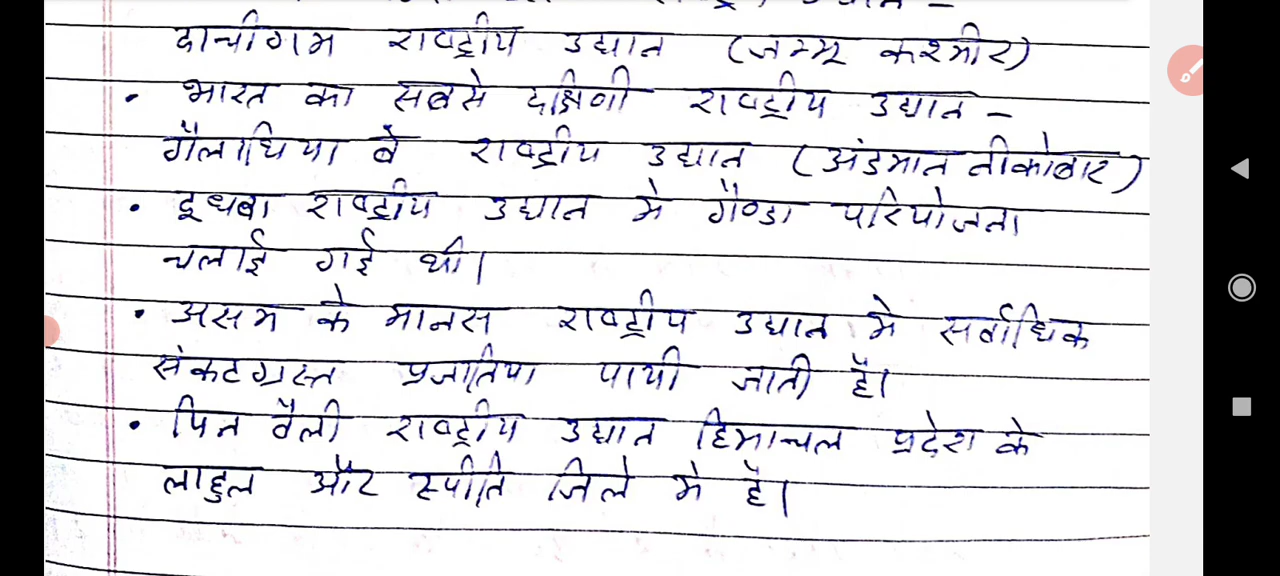 दाचीगाम राष्ट्रीय उद्यान (जम्मू कश्मीर)
• भारत का सबसे दक्षिणी राष्ट्रीय उद्यान –
गैलाथिया बे राष्ट्रीय उद्यान (अंडमान नीकोबार)
• दूधवा राष्ट्रीय उद्यान मे गैण्डा परियोजना
चलाई गई थी।
• असम के मानस राष्ट्रीय उद्यान मे सर्वाधिक
संकटग्रस्त प्रजातिया पायी जाती है।
• पिन वैली राष्ट्रीय उद्यान हिमाचल प्रदेश के
लाहुल और स्पीति जिले मे है।